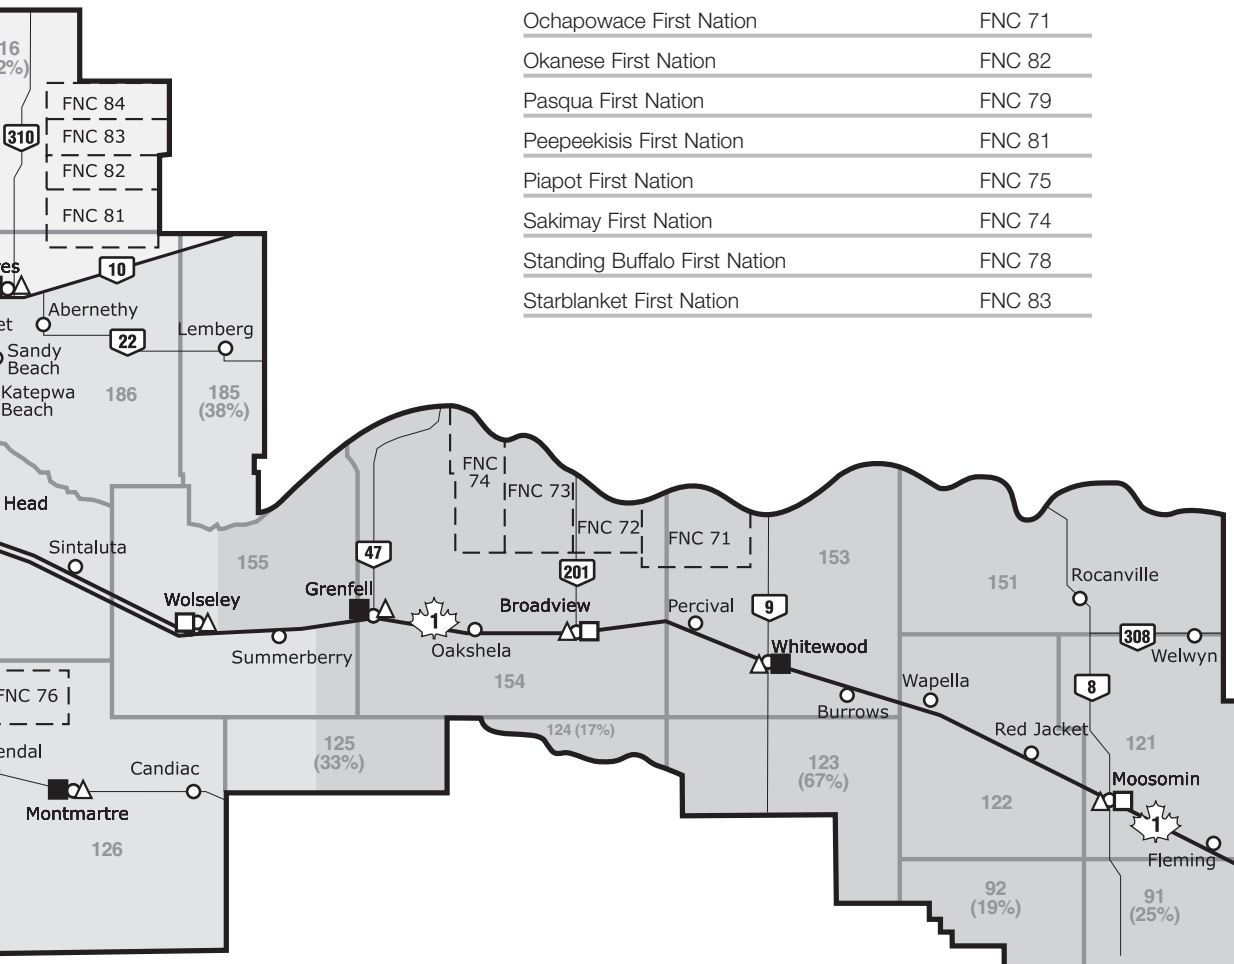 Ochapowace First Nation FNC 71
Okanese First Nation FNC 82
Pasqua First Nation FNC 79
Peepeekisis First Nation FNC 81
Piapot First Nation FNC 75
Sakimay First Nation FNC 74
Standing Buffalo First Nation FNC 78
Starblanket First Nation FNC 83
16
2%)
FNC 84
310
FNC 83
FNC 82
FNC 81
res
10
Abernethy
et
22
Lemberg
Sandy
Beach
Katepwa
Beach
186
185
(38%)
Head
Sintaluta
155
Wolseley
Summerberry
47
Grenfell
FNC
74
FNC 73
FNC 72
FNC 71
201
1
Oakshela
Broadview
Percival
9
153
Whitewood
154
Burrows
151
Rocanville
308
Welwyn
Wapella
8
Red Jacket
121
Moosomin
122
1
Fleming
FNC 76
endal
Candiac
Montmartre
126
125
(33%)
124 (17%)
123
(67%)
92
(19%)
91
(25%)